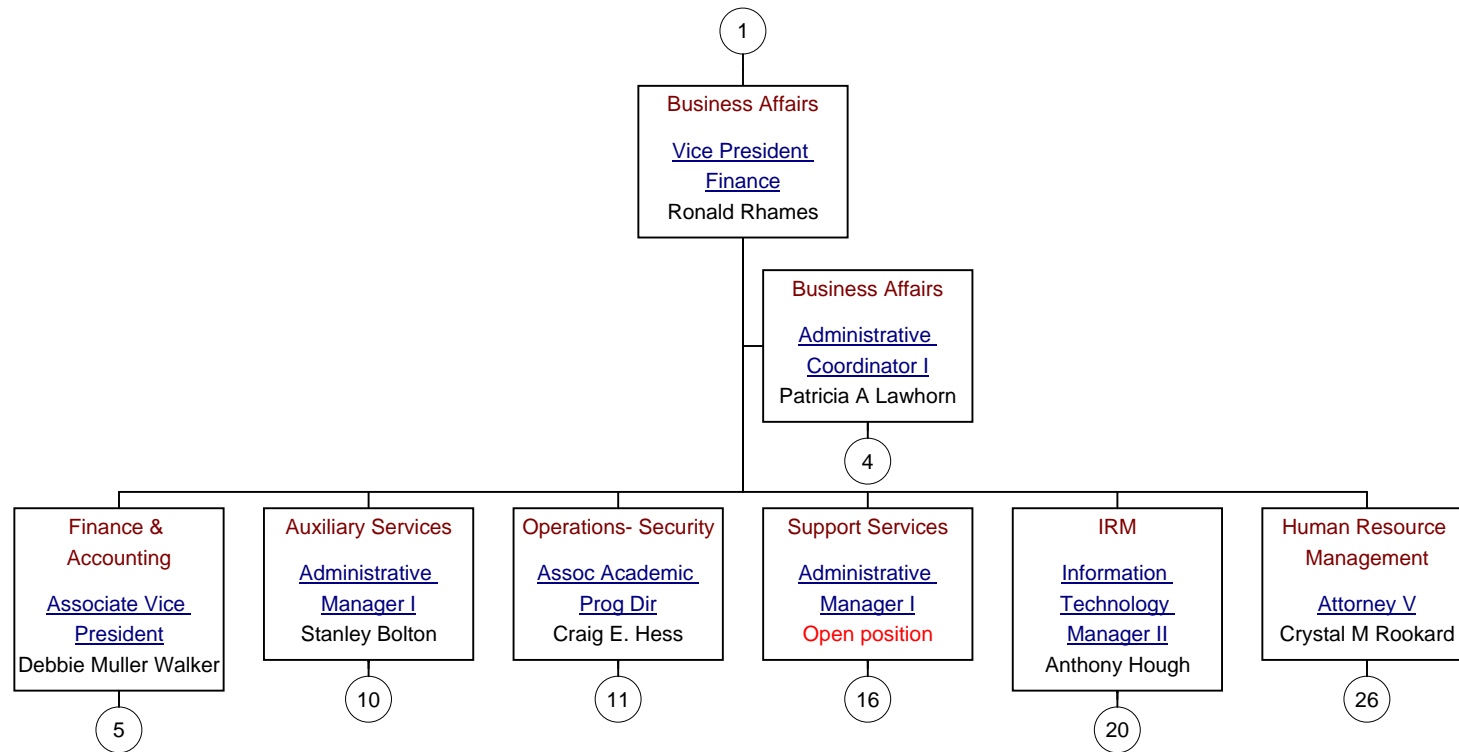 1
Business Affairs
Vice President
Finance
Ronald Rhames
Business Affairs
Administrative
Coordinator I
Patricia A Lawhorn
4
Finance &
Accounting
Associate Vice
President
Debbie Muller Walker
5
Auxiliary Services
Administrative
Manager I
Stanley Bolton
10
Operations- Security
Assoc Academic
Prog Dir
Craig E. Hess
11
Support Services
Administrative
Manager I
Open position
16
IRM
Information
Technology
Manager II
Anthony Hough
20
Human Resource
Management
Attorney V
Crystal M Rookard
26